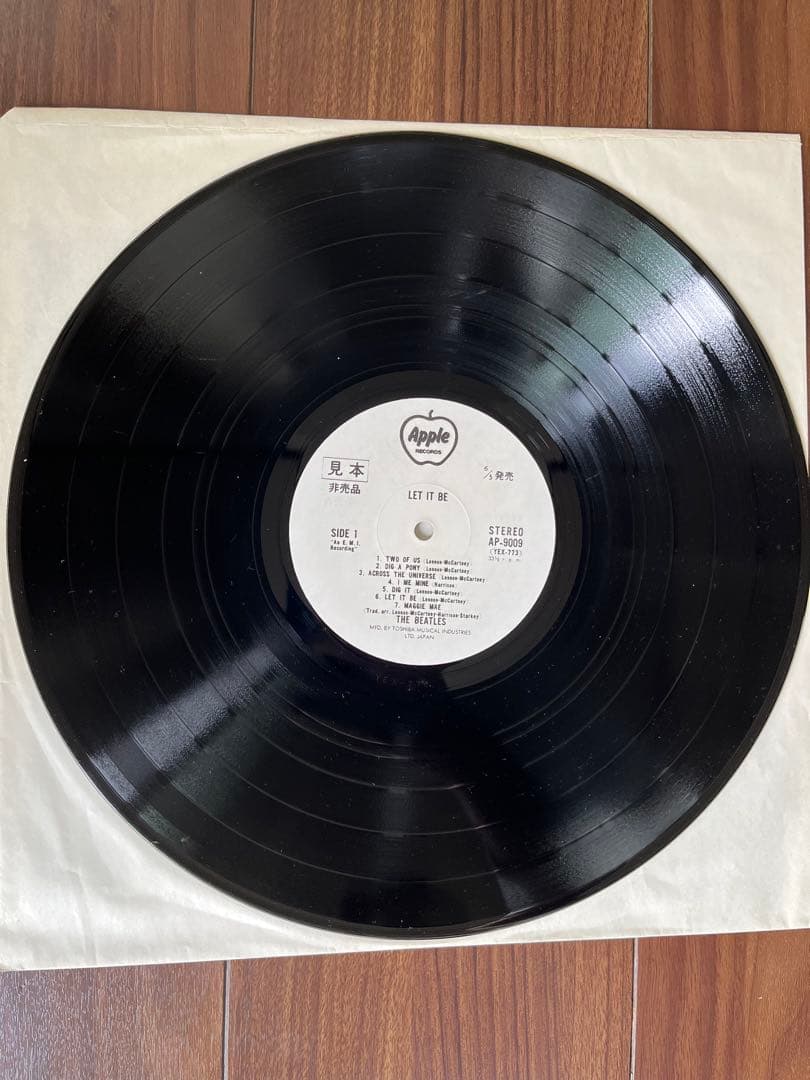 Apple
RECORDS
見本
非売品
6/5発売
LET IT BE
SIDE 1
"An E.M.I.
Recording"
STEREO
AP-9009
(YEX-773)
33⅓ r. p. m.
1. TWO OF US (Lennon-McCartney)
2. DIG A PONY (Lennon-McCartney)
3. ACROSS THE UNIVERSE (Lennon-McCartney)
4. I ME MINE (Harrison)
5. DIG IT (Lennon-McCartney)
6. LET IT BE (Lennon-McCartney)
7. MAGGIE MAE
(Trad. arr. Lennon-McCartney-Harrison-Starkey)
THE BEATLES
MFD. BY TOSHIBA MUSICAL INDUSTRIES
LTD. JAPAN